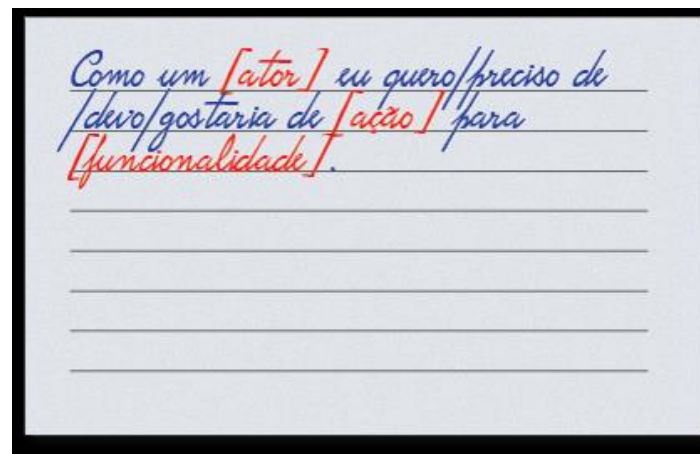 Como um [ator] eu quero/preciso de
/devo/gostaria de [ação] para
[funcionalidade].